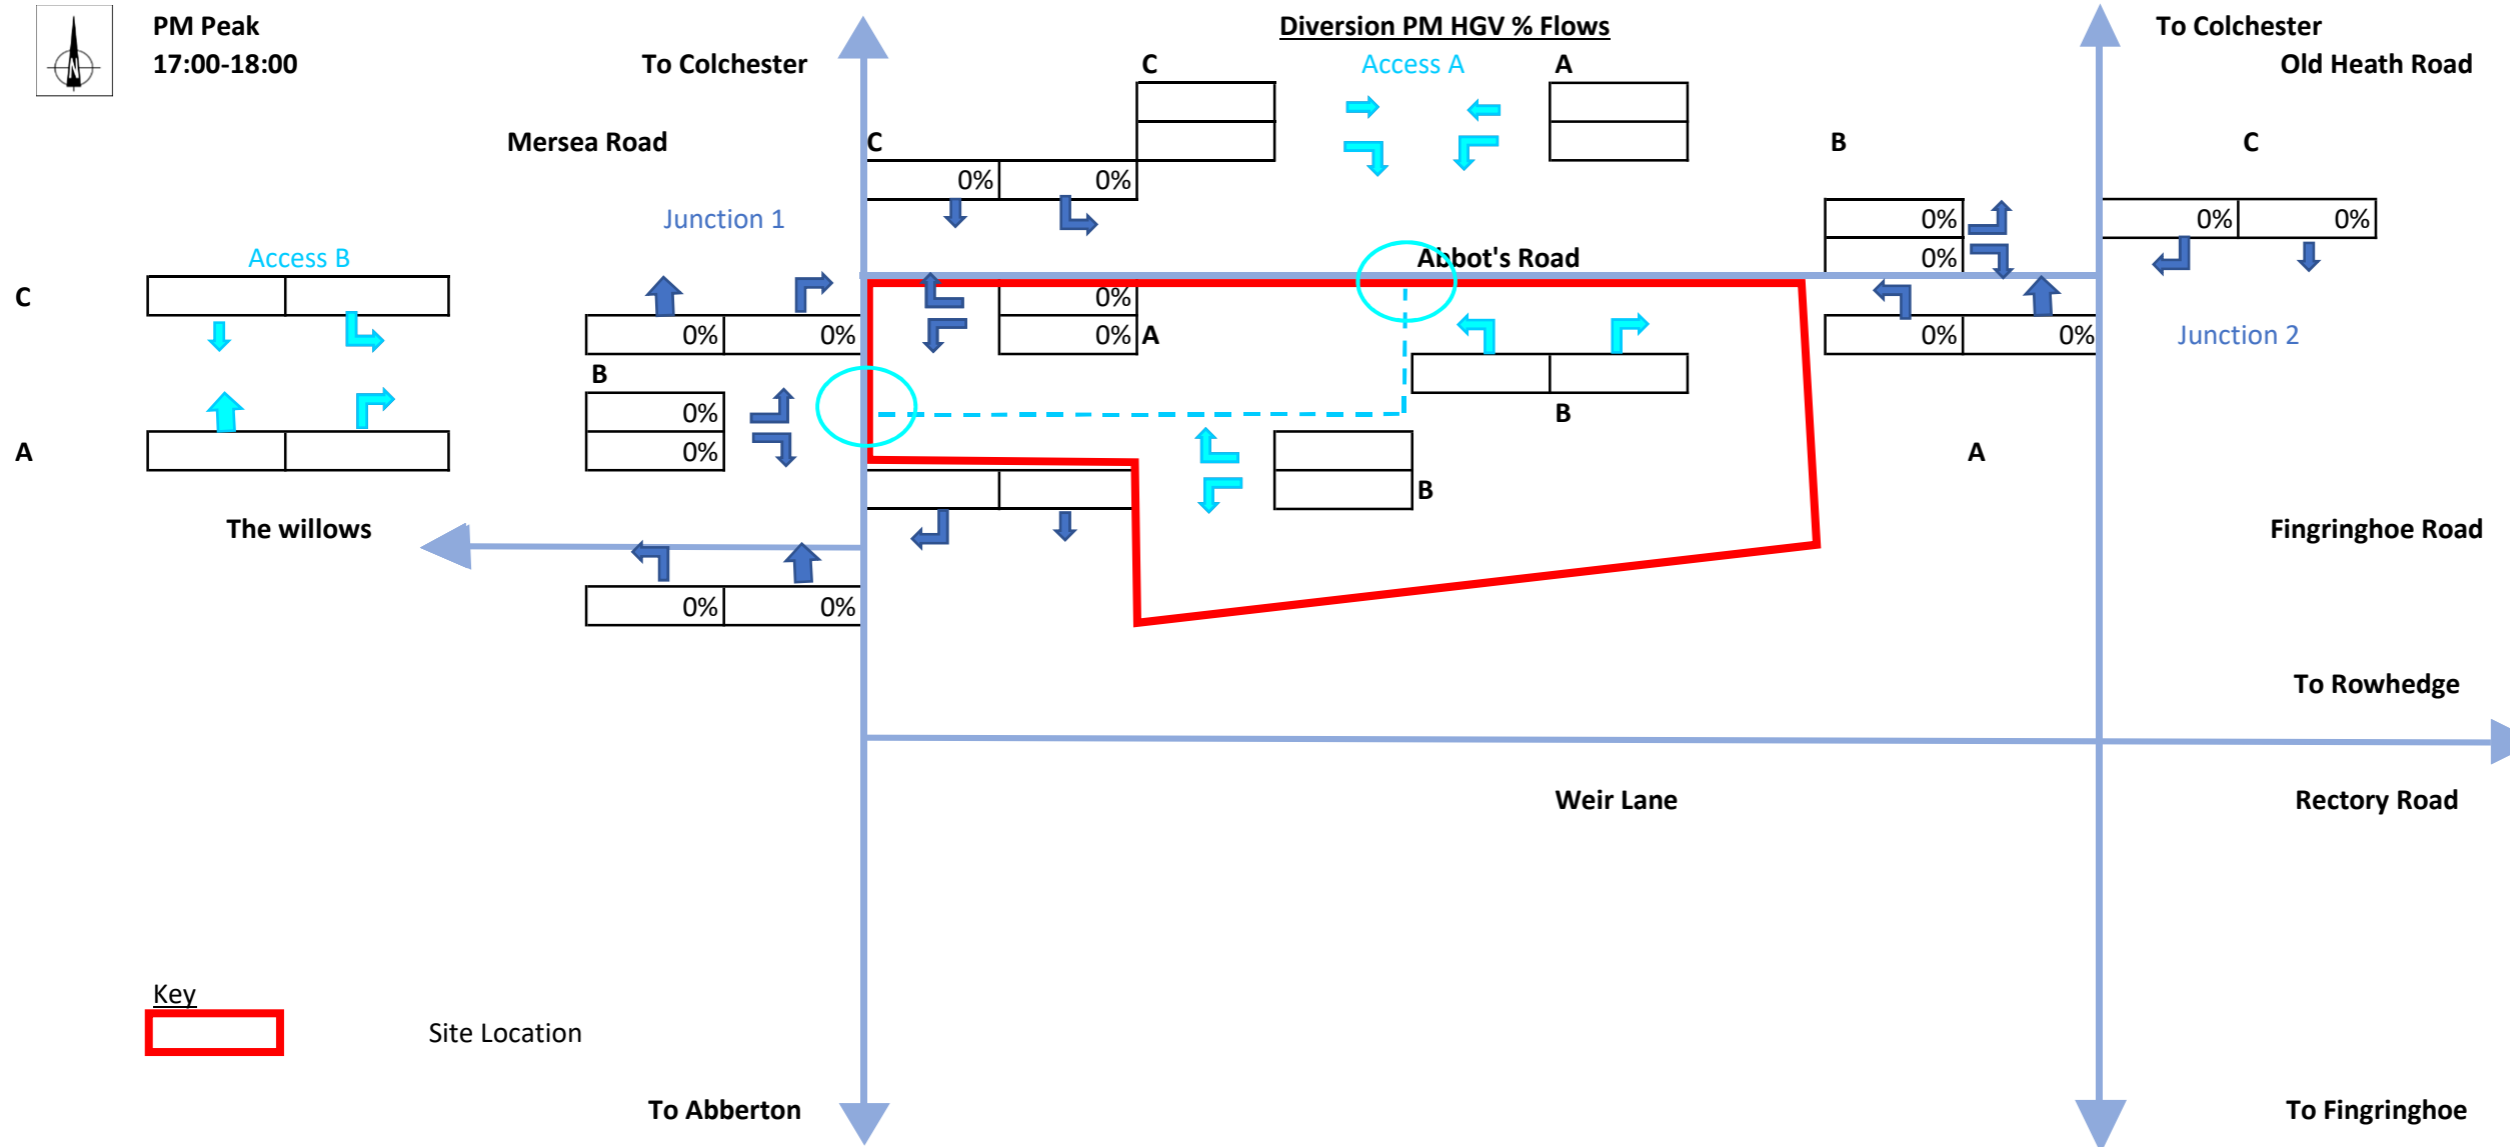 PM Peak
17:00-18:00
Diversion PM HGV % Flows
To Colchester
To Colchester
Old Heath Road
C
Access A
A
Mersea Road
C
B
C
0% 0%
Junction 1
0%
0%
0% 0%
Access B
Abbot's Road
C
0%
0% A
0% 0%
0% 0%
Junction 2
B
0%
0%
B
A
A
B
The willows
Fingringhoe Road
0% 0%
To Rowhedge
Weir Lane
Rectory Road
Key
Site Location
To Abberton
To Fingringhoe
N